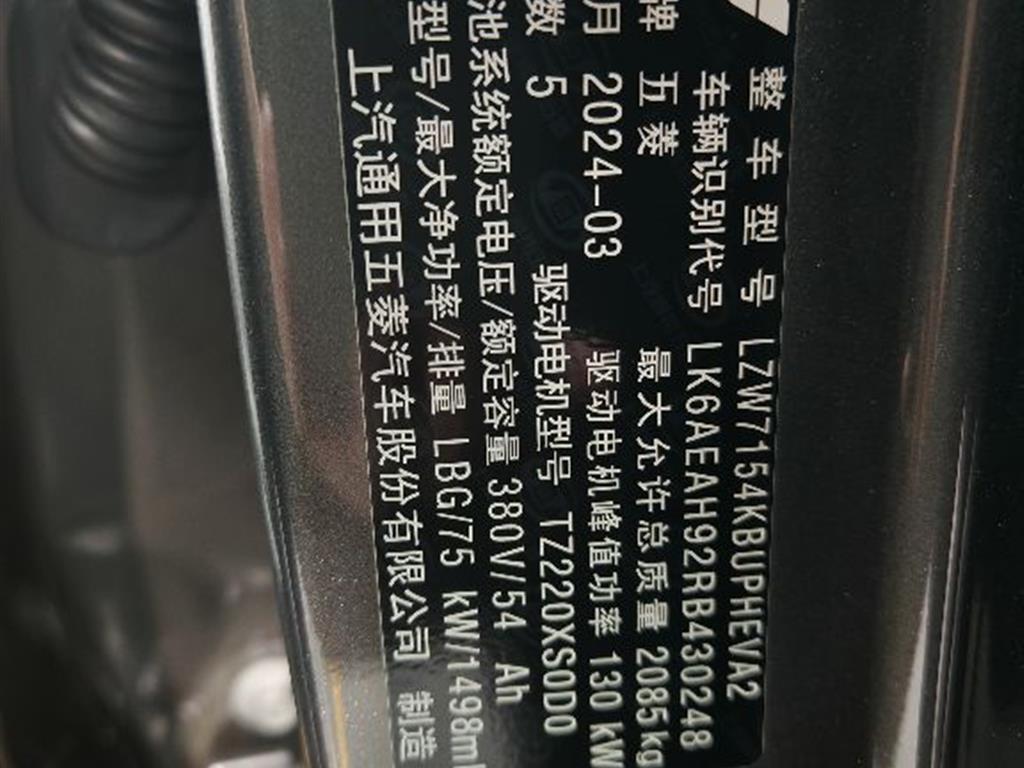 整车型号 LZW7154KBUPHEVA2
车辆识别代号 LK6AEAH92RB430248
牌 五菱 最大允许总质量 2085kg
月 2024-03 驱动电机峰值功率 130 kW
数 5 驱动电机型号 TZ220XS0D0
池系统额定电压/额定容量 380V/54 Ah
型号/最大净功率/排量 LBG/75 kW/1498ml
上汽通用五菱汽车股份有限公司 制造